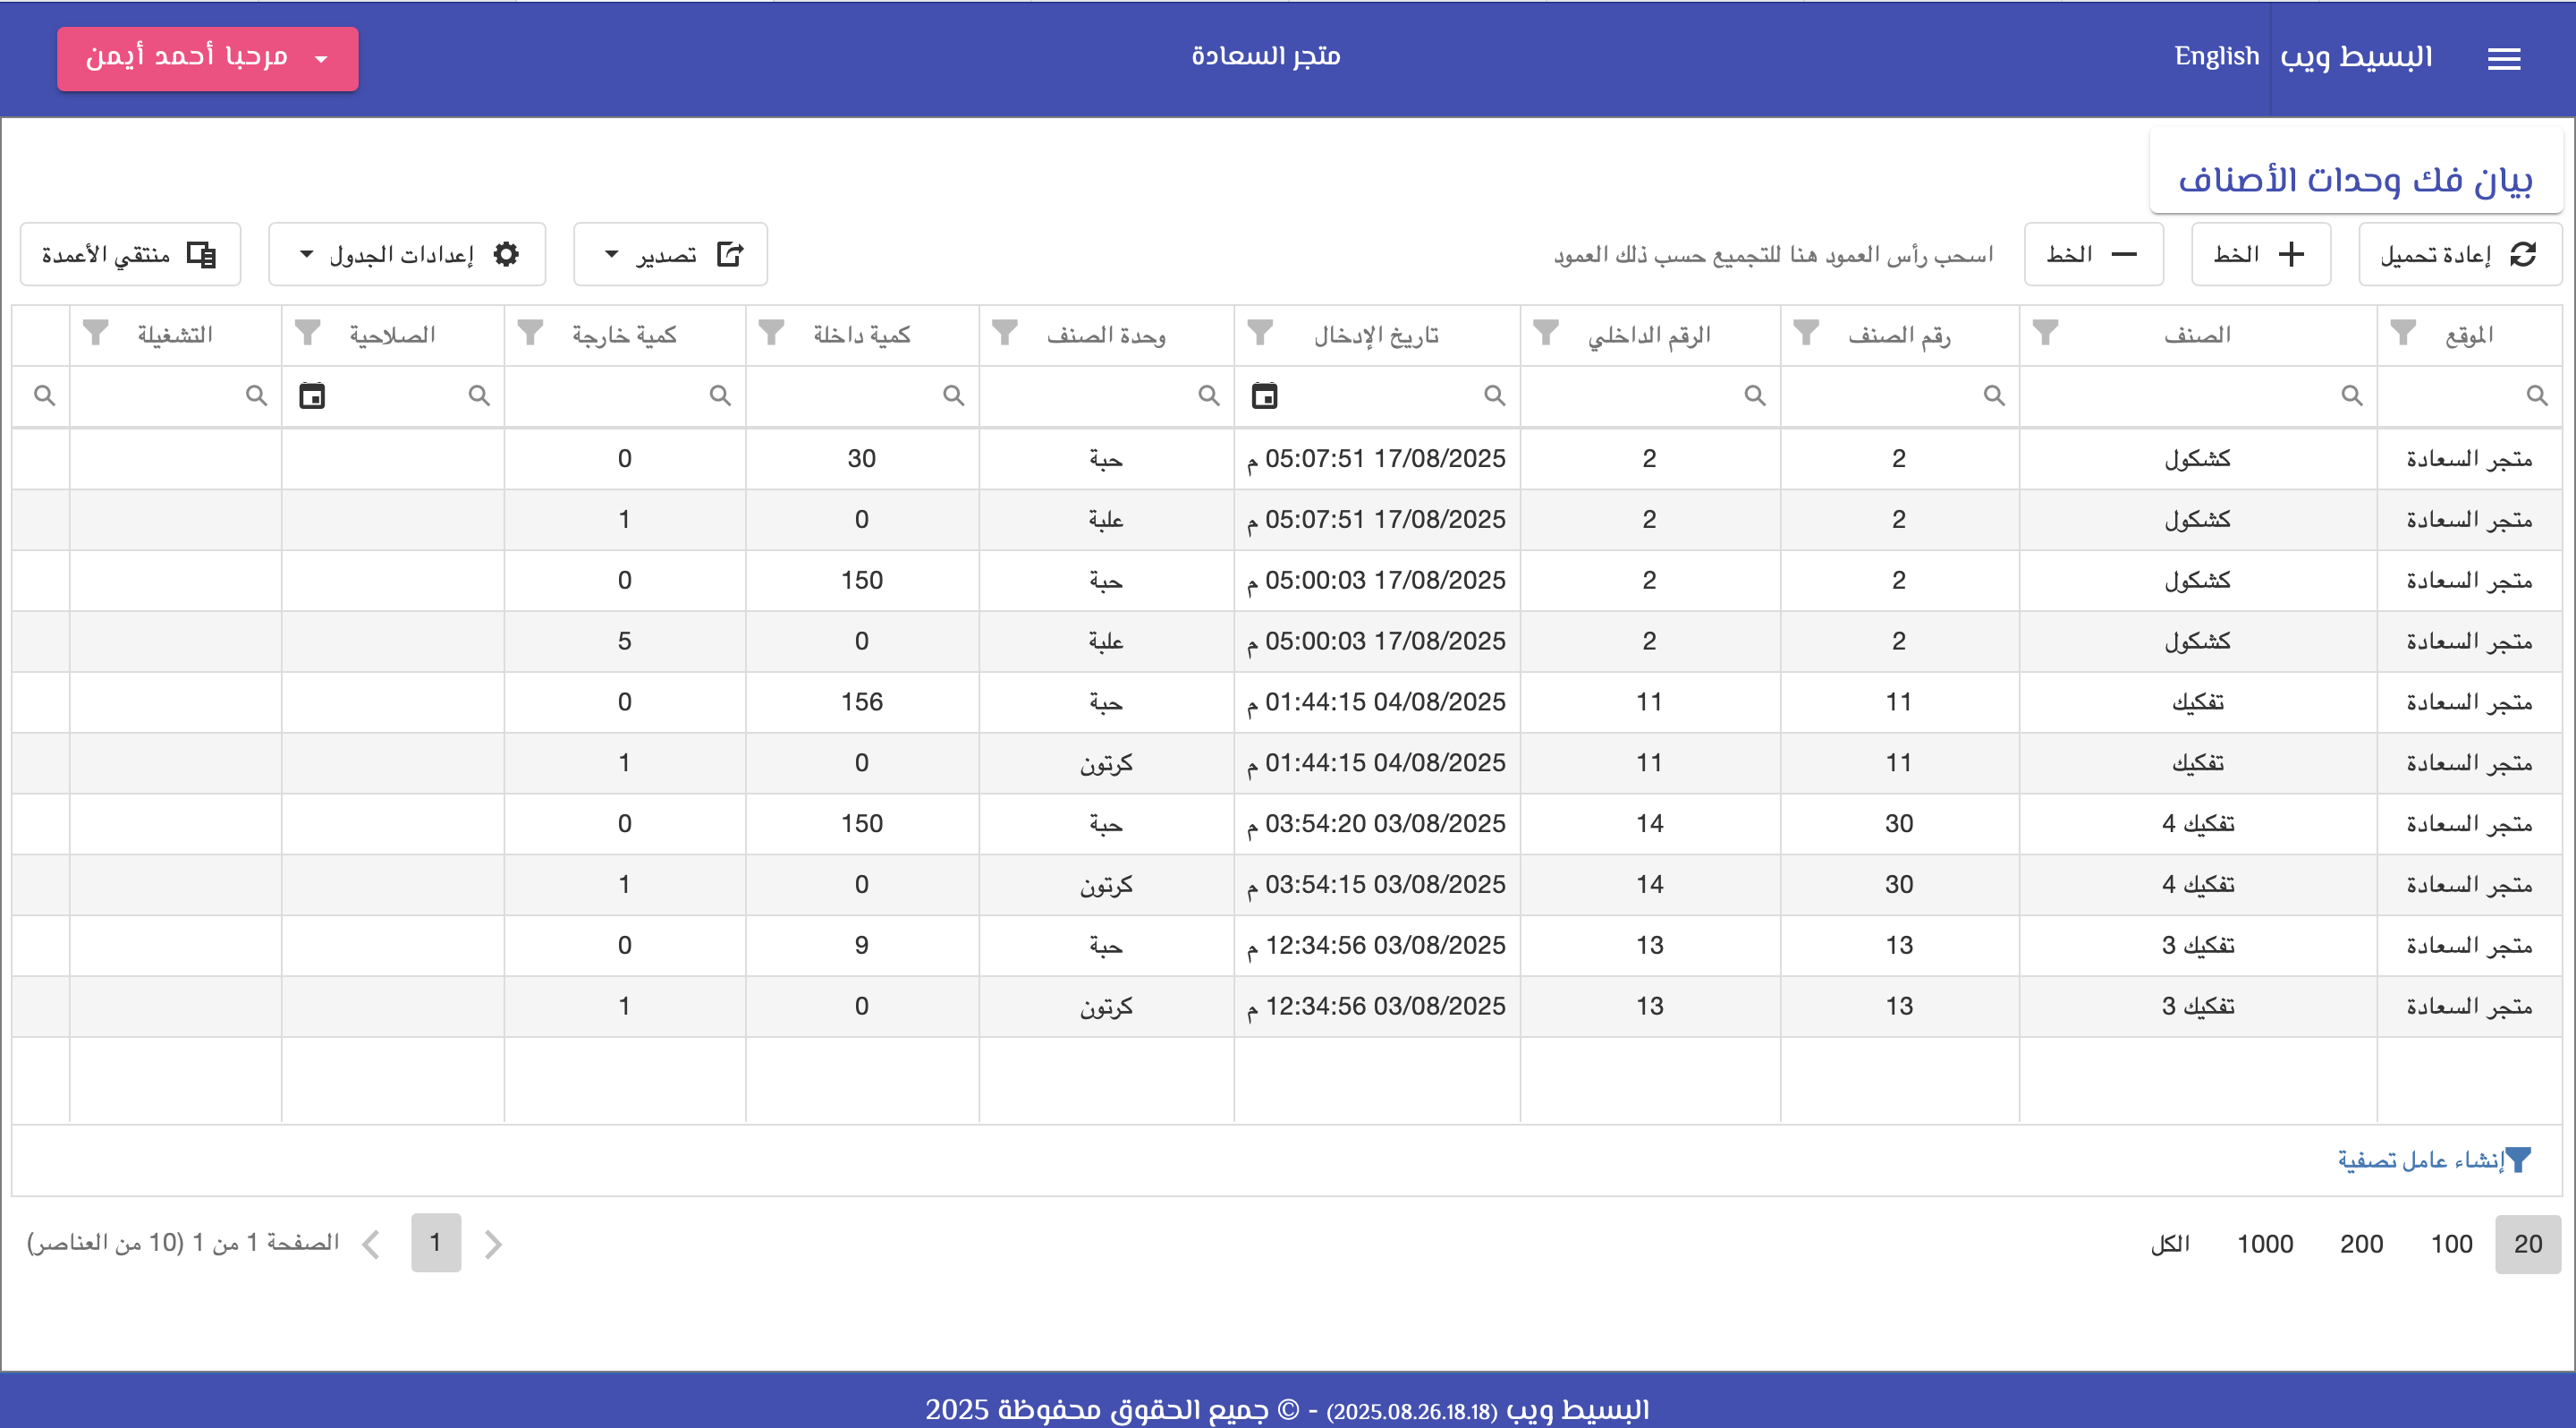 البسيط ويب English متجر السعادة مرحبا أحمد أيمن
بيان فك وحدات الأصناف
إعادة تحميل الخط الخط اسحب رأس العمود هنا للتجميع حسب ذلك العمود تصدير إعدادات الجدول منتقي الأعمدة
الموقع الصنف رقم الصنف الرقم الداخلي تاريخ الإدخال وحدة الصنف كمية داخلة كمية خارجة الصلاحية التشغيلة
متجر السعادة كشكول 2 2 17/08/2025 05:07:51 م حبة 30 0
متجر السعادة كشكول 2 2 17/08/2025 05:07:51 م علبة 0 1
متجر السعادة كشكول 2 2 17/08/2025 05:00:03 م حبة 150 0
متجر السعادة كشكول 2 2 17/08/2025 05:00:03 م علبة 0 5
متجر السعادة تفكيك 11 11 04/08/2025 01:44:15 م حبة 156 0
متجر السعادة تفكيك 11 11 04/08/2025 01:44:15 م كرتون 0 1
متجر السعادة تفكيك 4 30 14 03/08/2025 03:54:20 م حبة 150 0
متجر السعادة تفكيك 4 30 14 03/08/2025 03:54:15 م كرتون 0 1
متجر السعادة تفكيك 3 13 13 03/08/2025 12:34:56 م حبة 9 0
متجر السعادة تفكيك 3 13 13 03/08/2025 12:34:56 م كرتون 0 1
إنشاء عامل تصفية
20 100 200 1000 الكل 1 الصفحة 1 من 1 (10 من العناصر)
البسيط ويب (2025.08.26.18.18) - © جميع الحقوق محفوظة 2025